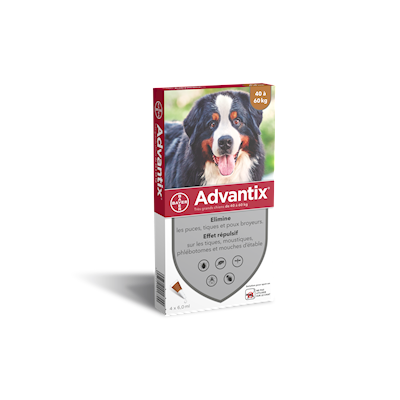 40 à
60 kg
BAYER
Advantix®
Très grands chiens de 40 à 60 kg
Elimine
les puces, tiques et poux broyeurs.
Effet répulsif
sur les tiques, moustiques,
phlébotomes et mouches d'étable
4 x 6,0 ml